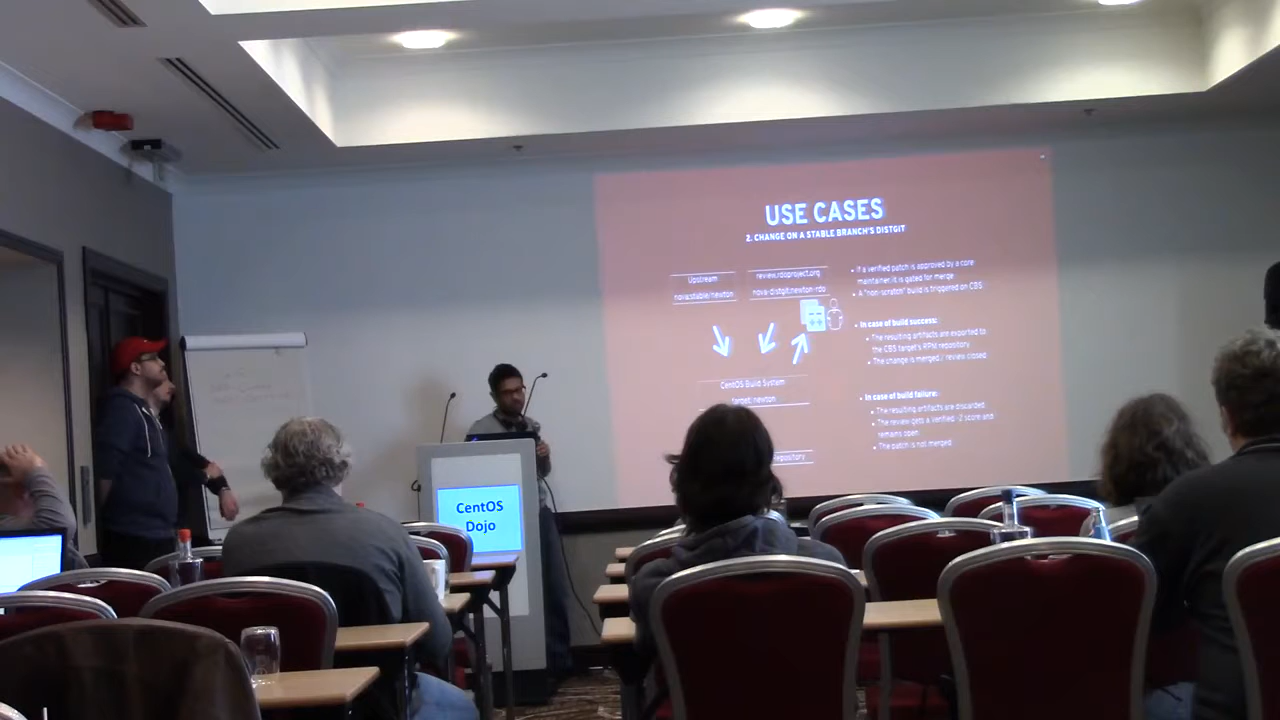 USE CASES
2. CHANGE ON A STABLE BRANCH'S DISTGIT
Upstream
nova:stable/newton
review.rdoproject.org
nova-distgit:newton-rdo
CentOS Build System
target: newton
repository
If a verified patch is approved by a core
maintainer, it is gated for merge
A "non-scratch" build is triggered on CBS
In case of build success:
The resulting artifacts are exported to
the CBS target's RPM repository
The change is merged / review closed
In case of build failure:
The resulting artifacts are discarded
The review gets a Verified -2 score and
remains open
The patch is not merged
CentOS
Dojo